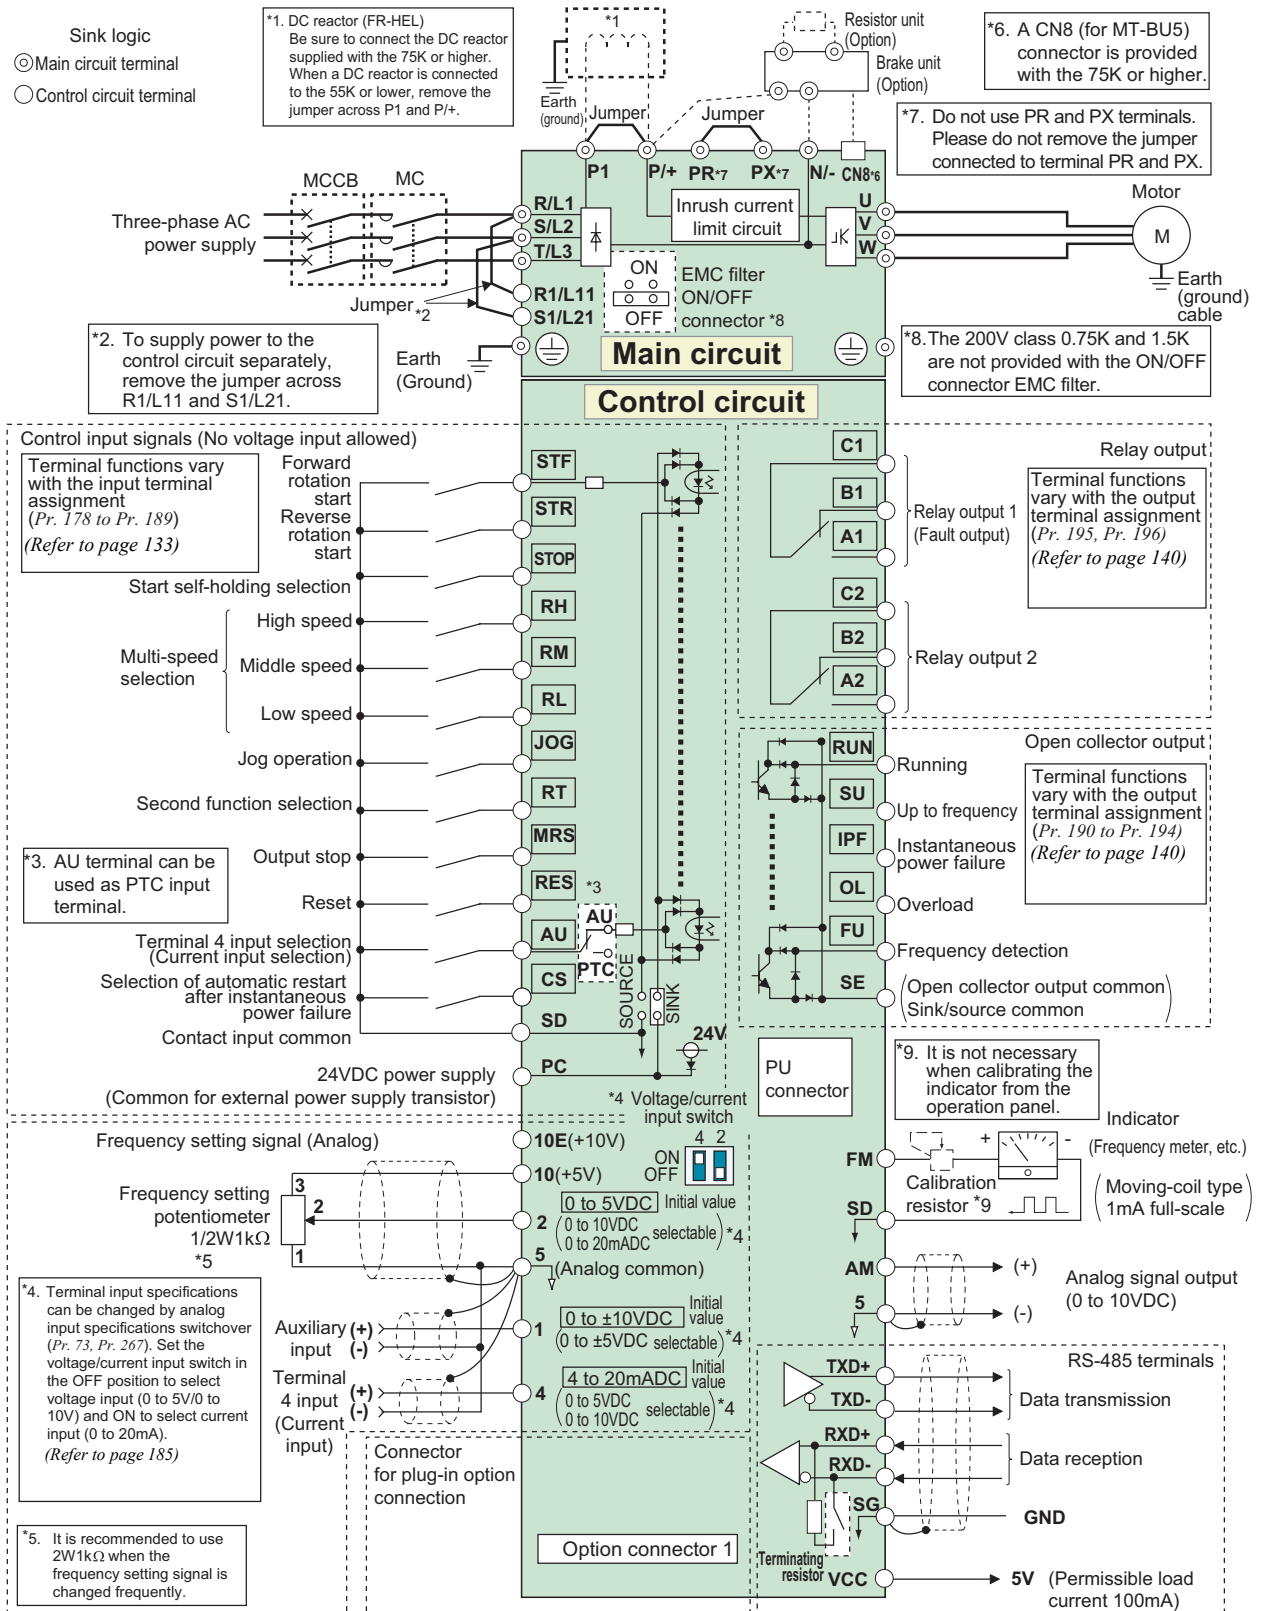 Sink logic
Main circuit terminal
Control circuit terminal
*1. DC reactor (FR-HEL)
Be sure to connect the DC reactor
supplied with the 75K or higher.
When a DC reactor is connected
to the 55K or lower, remove the
jumper across P1 and P/+.
*1
Earth
(ground)
Jumper
Jumper
Resistor unit
(Option)
Brake unit
(Option)
*6. A CN8 (for MT-BU5)
connector is provided
with the 75K or higher.
*7. Do not use PR and PX terminals.
Please do not remove the jumper
connected to terminal PR and PX.
P1
P/+
PR*7
PX*7
N/-
CN8*6
MCCB
MC
Three-phase AC
power supply
R/L1
S/L2
T/L3
R1/L11
S1/L21
Inrush current
limit circuit
ON
OFF
EMC filter
ON/OFF
connector *8
U
V
W
Motor
M
Earth
(ground)
cable
Jumper
*2
*2. To supply power to the
control circuit separately,
remove the jumper across
R1/L11 and S1/L21.
Earth
(Ground)
Main circuit
*8.The 200V class 0.75K and 1.5K
are not provided with the ON/OFF
connector EMC filter.
Control circuit
Control input signals (No voltage input allowed)
Terminal functions vary
with the input terminal
assignment
(Pr. 178 to Pr. 189)
(Refer to page 133)
Forward
rotation
start
Reverse
rotation
start
Start self-holding selection
Multi-speed
selection
High speed
Middle speed
Low speed
Jog operation
Second function selection
Output stop
Reset
*3. AU terminal can be
used as PTC input
terminal.
Terminal 4 input selection
(Current input selection)
Selection of automatic restart
after instantaneous
power failure
Contact input common
24VDC power supply
(Common for external power supply transistor)
STF
STR
STOP
RH
RM
RL
JOG
RT
MRS
RES
AU
CS
SD
PC
*3
AU
PTC
SOURCE
SINK
24V
C1
B1
A1
C2
B2
A2
Relay output
Relay output 1
(Fault output)
Terminal functions
vary with the output
terminal assignment
(Pr. 195, Pr. 196)
(Refer to page 140)
Relay output 2
Open collector output
RUN
SU
IPF
OL
FU
SE
Running
Up to frequency
Instantaneous
power failure
Overload
Frequency detection
(Open collector output common)
(Sink/source common)
Terminal functions
vary with the output
terminal assignment
(Pr. 190 to Pr. 194)
(Refer to page 140)
PU
connector
*9. It is not necessary
when calibrating the
indicator from the
operation panel.
*4 Voltage/current
input switch
4 2
ON
OFF
Frequency setting signal (Analog)
Frequency setting
potentiometer
1/2W1kΩ
*5
3
2
1
10E(+10V)
10(+5V)
2
0 to 5VDC Initial value
(0 to 10VDC
0 to 20mADC selectable) *4
5
(Analog common)
*4. Terminal input specifications
can be changed by analog
input specifications switchover
(Pr. 73, Pr. 267). Set the
voltage/current input switch in
the OFF position to select
voltage input (0 to 5V/0 to
10V) and ON to select current
input (0 to 20mA).
(Refer to page 185)
Auxiliary (+)
input (-)
1
0 to ±10VDC Initial value
(0 to ±5VDC selectable) *4
Terminal
4 input (+)
(-)
(Current
input)
4
4 to 20mADC Initial value
(0 to 5VDC
0 to 10VDC selectable) *4
*5. It is recommended to use
2W1kΩ when the
frequency setting signal is
changed frequently.
Connector
for plug-in option
connection
Option connector 1
FM
SD
Indicator
(Frequency meter, etc.)
+ -
Calibration
resistor *9
(Moving-coil type)
(1mA full-scale)
AM
5
(+)
(-)
Analog signal output
(0 to 10VDC)
RS-485 terminals
TXD+
TXD-
RXD+
RXD-
SG
Data transmission
Data reception
GND
Terminating
resistor
VCC
5V (Permissible load
current 100mA)